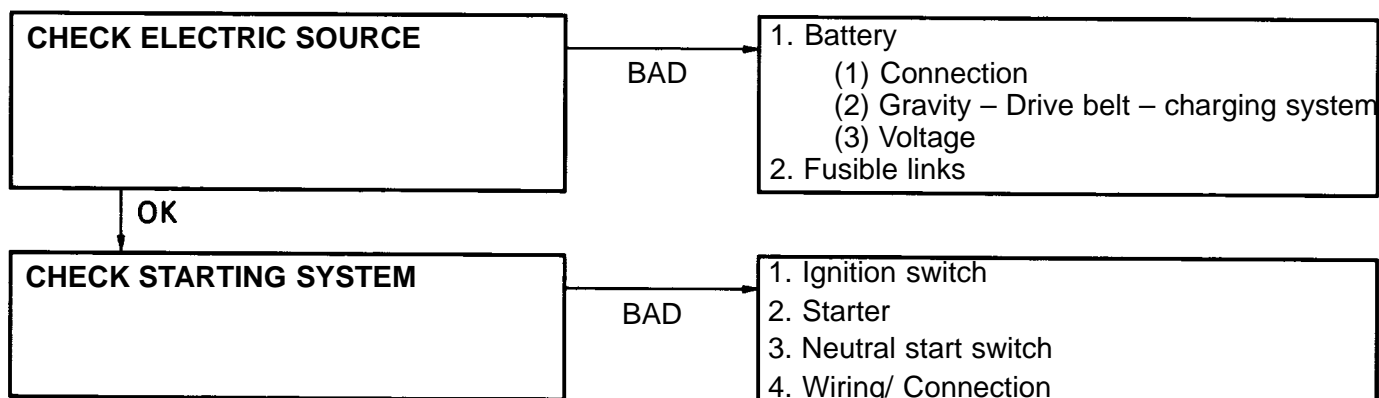 CHECK ELECTRIC SOURCE
BAD
1. Battery
(1) Connection
(2) Gravity – Drive belt – charging system
(3) Voltage
2. Fusible links
OK
CHECK STARTING SYSTEM
BAD
1. Ignition switch
2. Starter
3. Neutral start switch
4. Wiring/ Connection